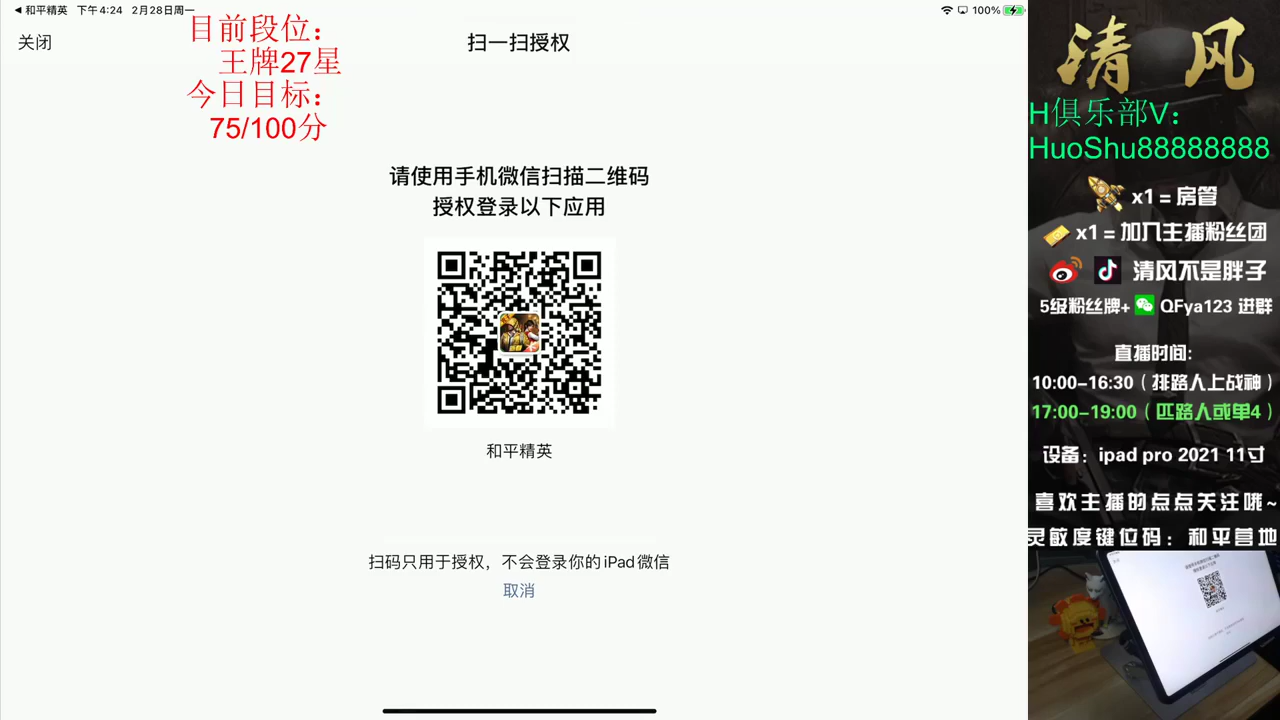 和平精英 下午4:24 2月28日周一
100%
关闭
扫一扫授权
目前段位：
王牌27星
今日目标：
75/100分
请使用手机微信扫描二维码
授权登录以下应用
和平精英
扫码只用于授权，不会登录你的iPad微信
取消
清 风
H俱乐部V：
HuoShu88888888
x1 = 房管
x1 = 加入主播粉丝团
清风不是胖子
5级粉丝牌+ QFya123 进群
直播时间:
10:00-16:30（排路人上战神）
17:00-19:00（匹路人或单4）
设备：ipad pro 2021 11寸
喜欢主播的点点关注哦~
灵敏度键位码：和平营地